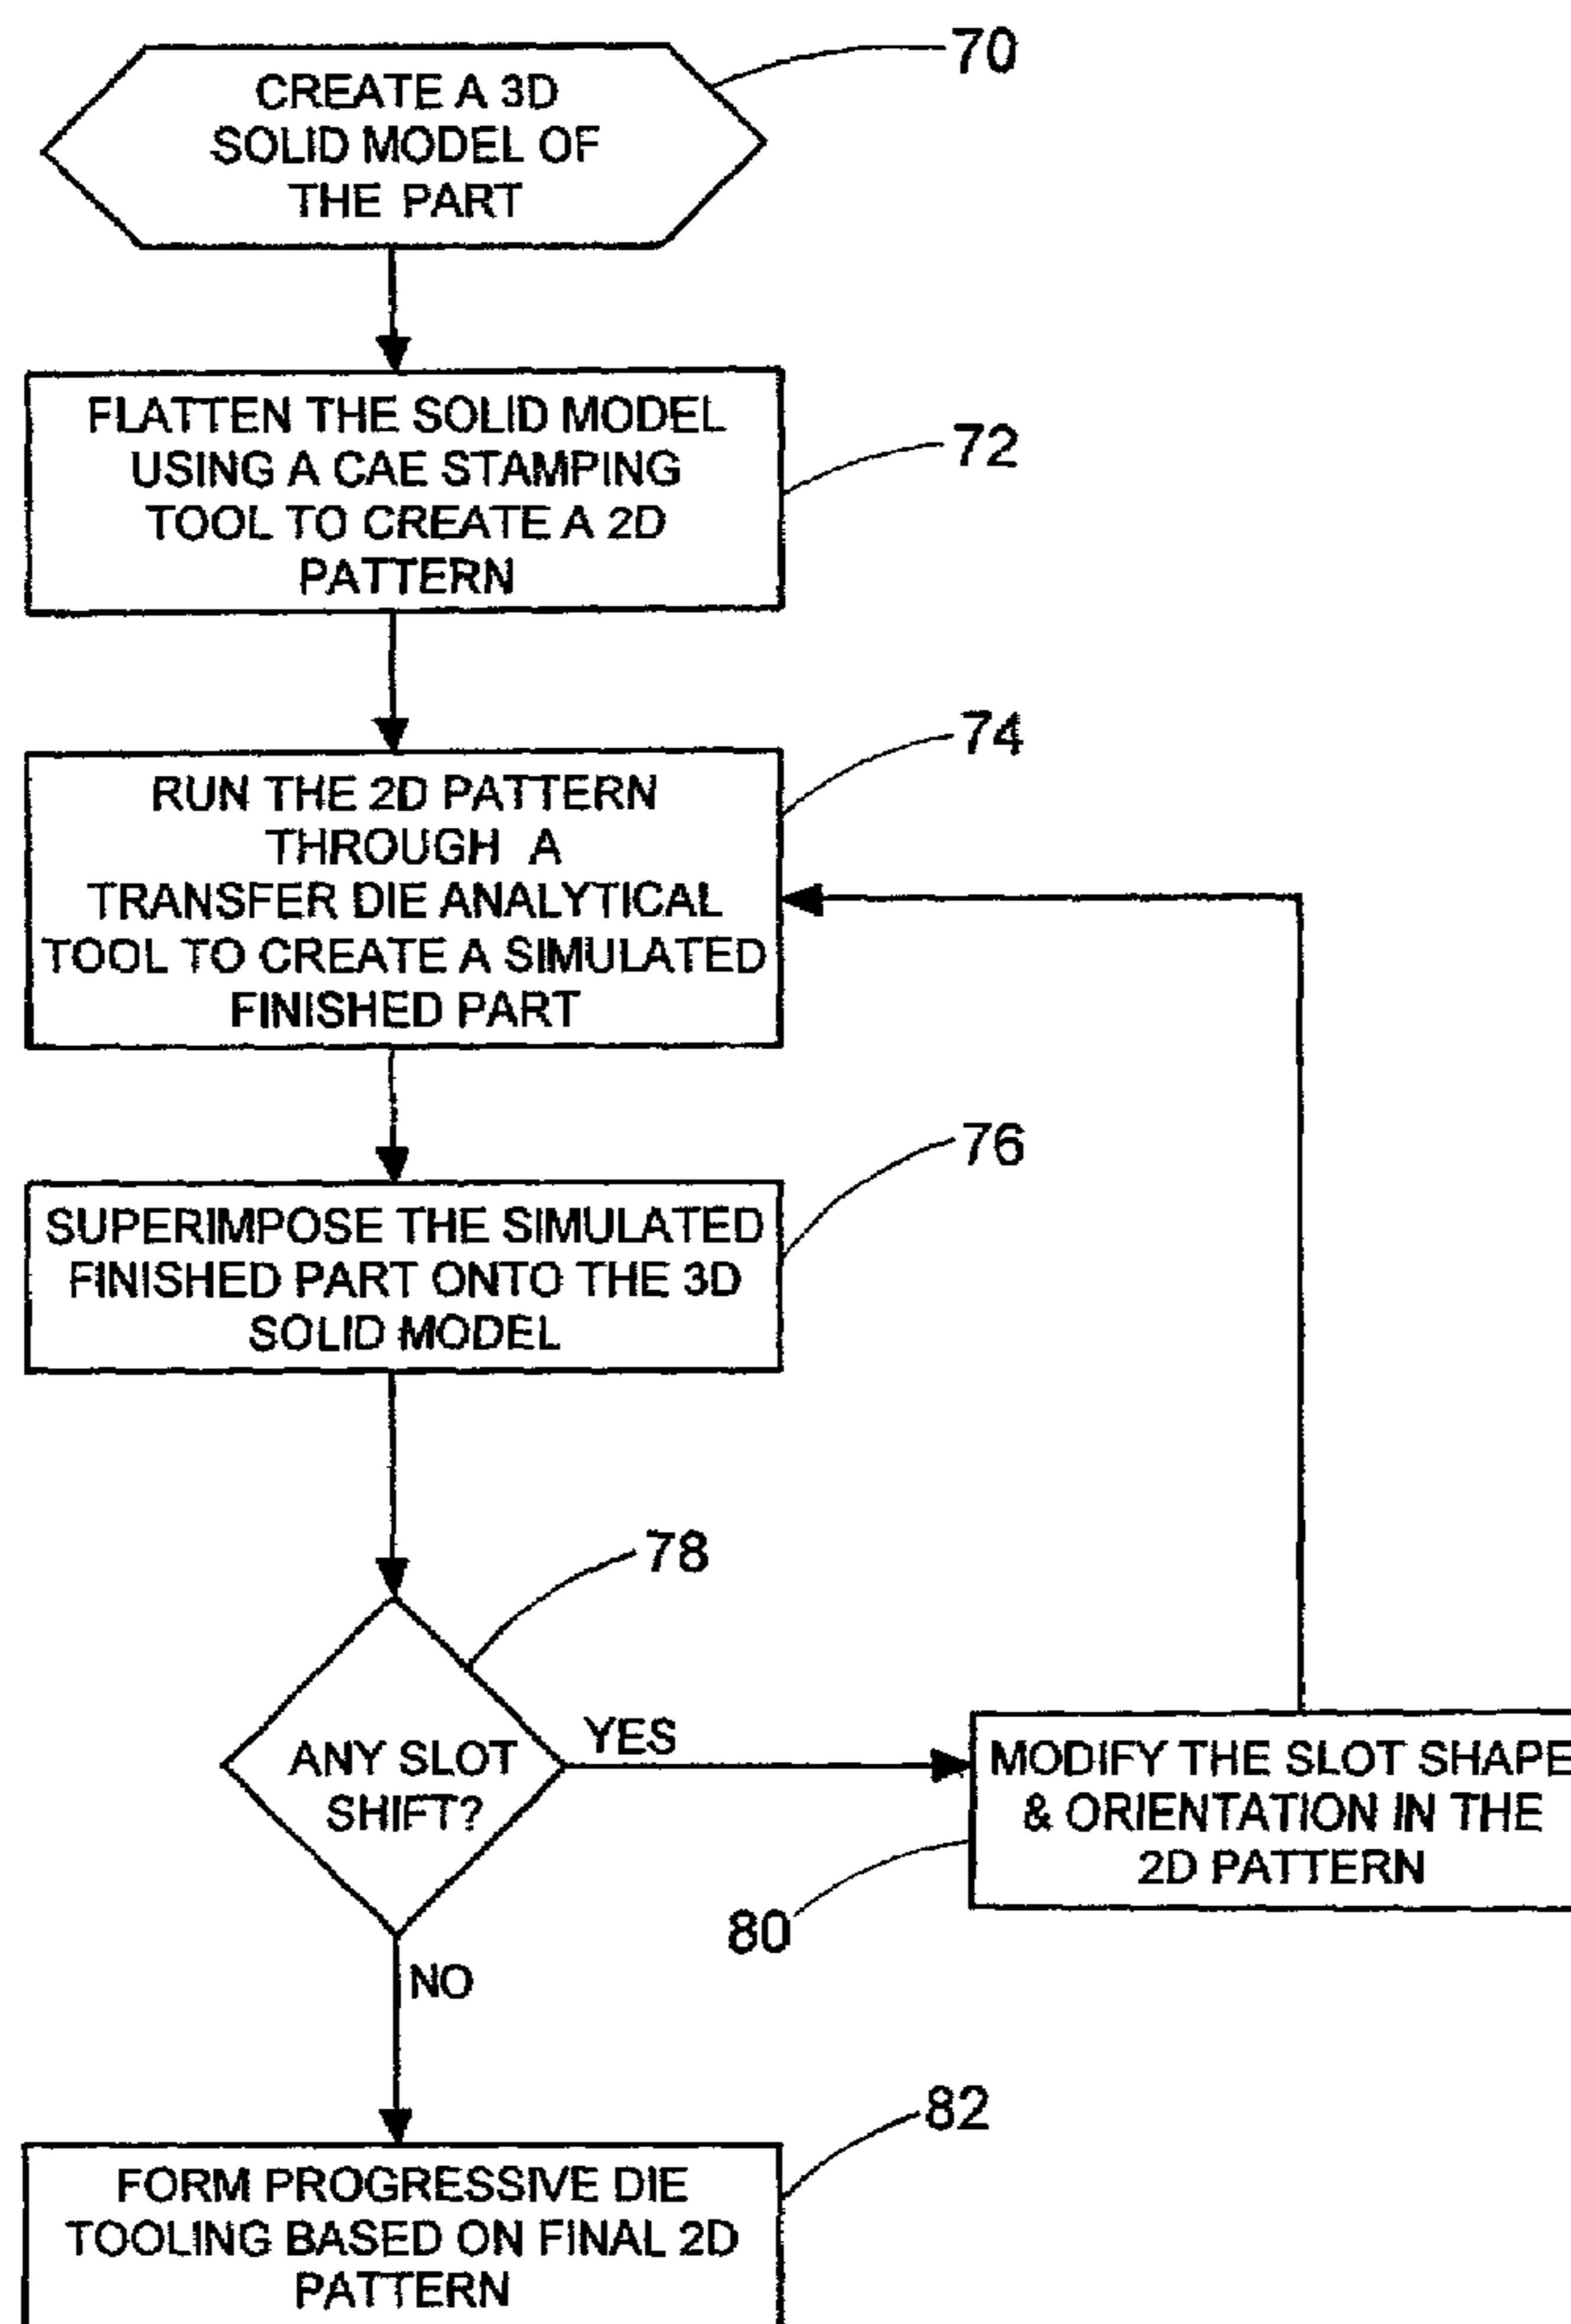 70
CREATE A 3D
SOLID MODEL OF
THE PART
FLATTEN THE SOLID MODEL
USING A CAE STAMPING
TOOL TO CREATE A 2D
PATTERN
72
74
RUN THE 2D PATTERN
THROUGH A
TRANSFER DIE ANALYTICAL
TOOL TO CREATE A SIMULATED
FINISHED PART
76
SUPERIMPOSE THE SIMULATED
FINISHED PART ONTO THE 3D
SOLID MODEL
78
ANY SLOT
SHIFT?
YES
MODIFY THE SLOT SHAPE
& ORIENTATION IN THE
2D PATTERN
80
NO
82
FORM PROGRESSIVE DIE
TOOLING BASED ON FINAL 2D
PATTERN